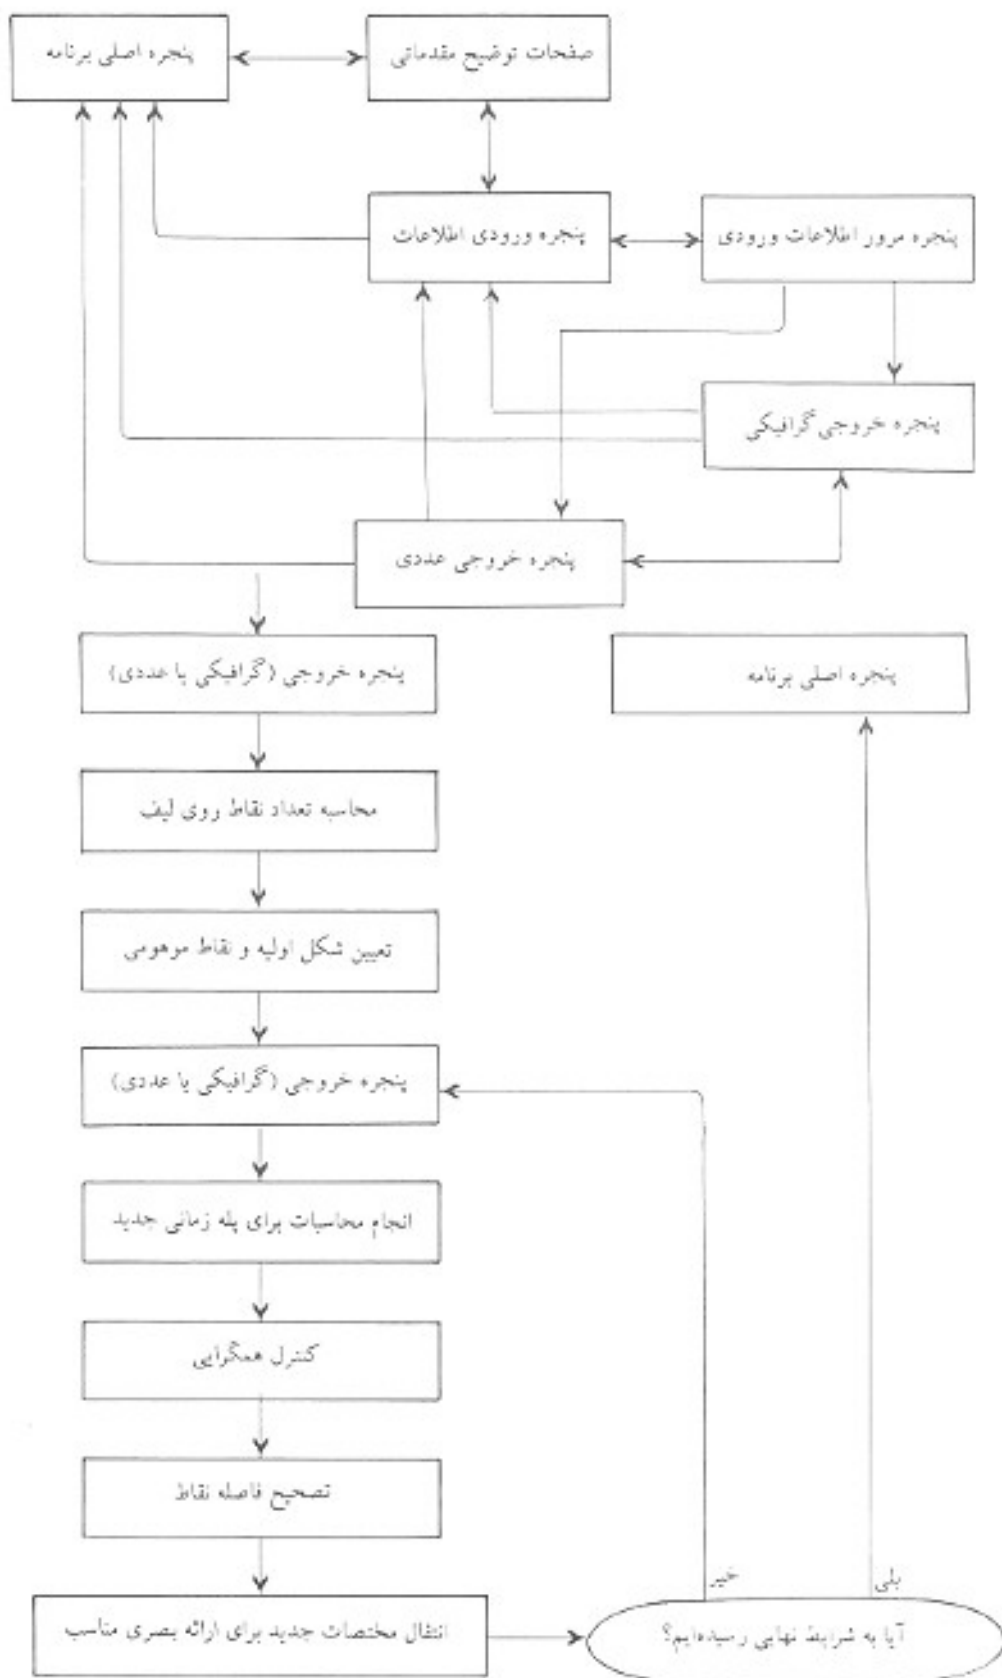 پنجره اصلی برنامه
صفحات توضیح مقدماتی
پنجره ورودی اطلاعات
پنجره مرور اطلاعات ورودی
پنجره خروجی گرافیکی
پنجره خروجی عددی
پنجره خروجی (گرافیکی یا عددی)
پنجره اصلی برنامه
محاسبه تعداد نقاط روی لیف
تعیین شکل اولیه و نقاط موهومی
پنجره خروجی (گرافیکی یا عددی)
انجام محاسبات برای پله زمانی جدید
کنترل همگرایی
تصحیح فاصله نقاط
خیر
بلی
انتقال مختصات جدید برای ارائه بصری مناسب
آیا به شرایط نهایی رسیده‌ایم؟